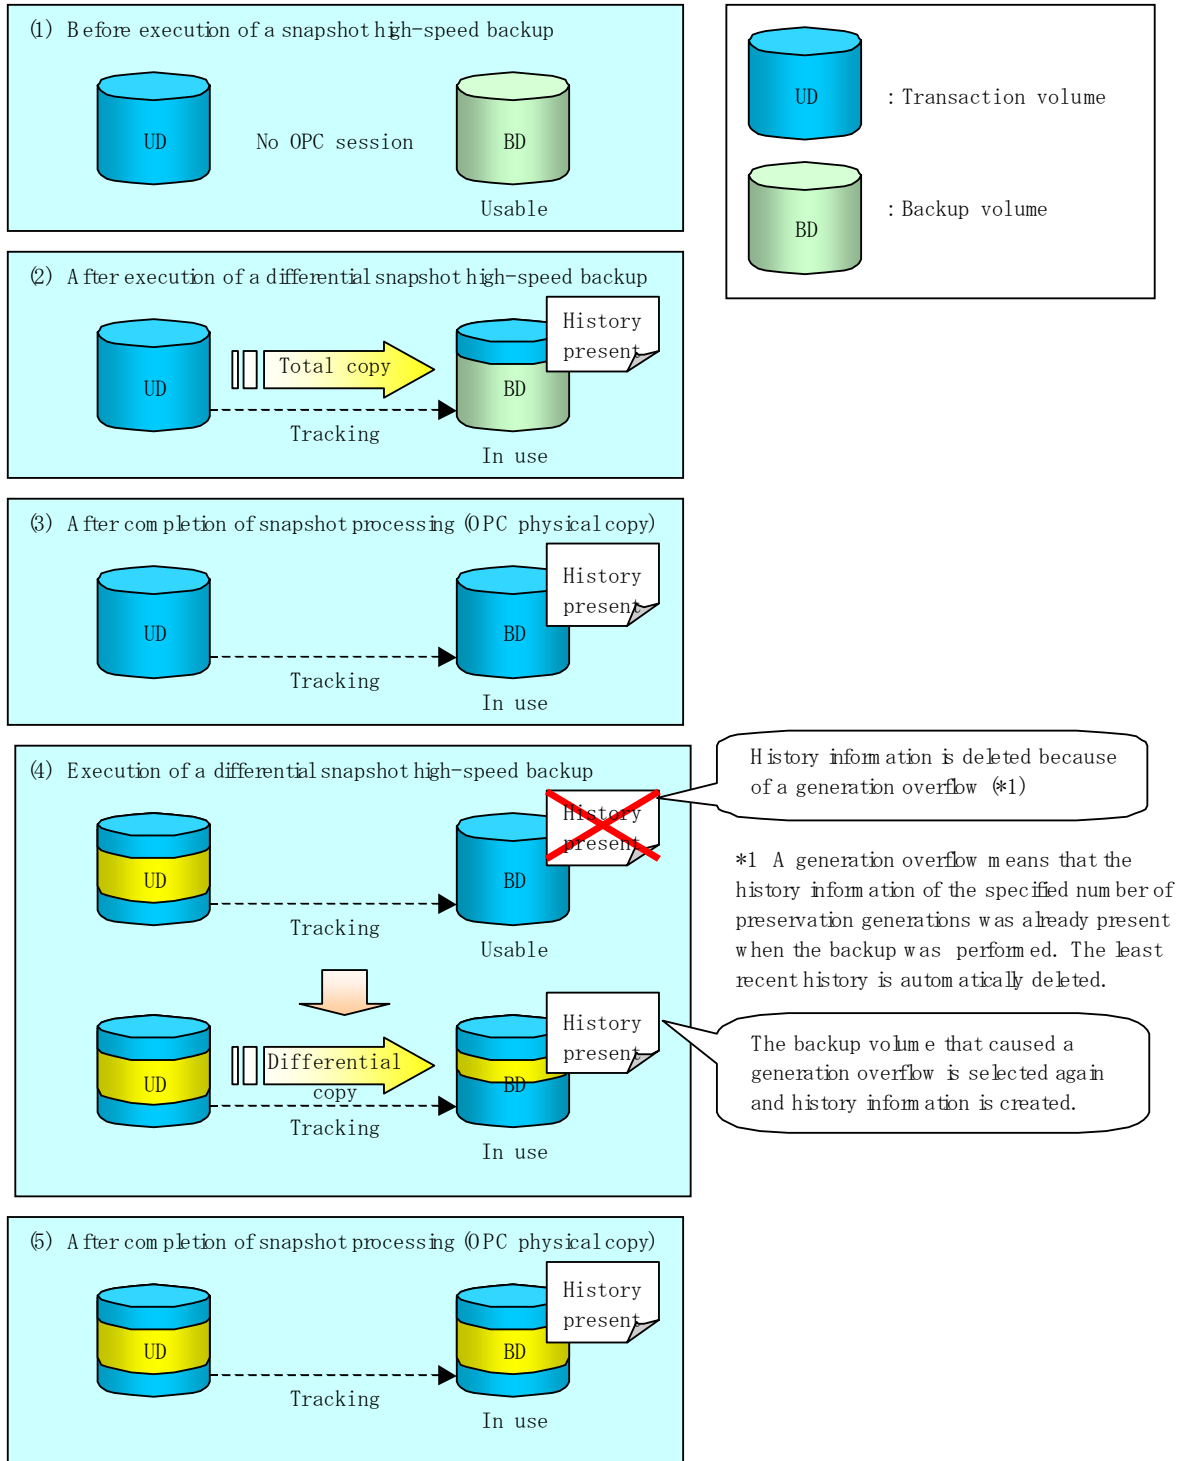 (1) Before execution of a snapshot high-speed backup
UD
No OPC session
BD
Usable
UD
: Transaction volume
BD
: Backup volume
(2) After execution of a differential snapshot high-speed backup
UD
Total copy
BD
History
present
Tracking
In use
(3) After completion of snapshot processing (OPC physical copy)
UD
BD
History
present
Tracking
In use
(4) Execution of a differential snapshot high-speed backup
UD
BD
History
present
Tracking
Usable
History information is deleted because
of a generation overflow (*1)
*1 A generation overflow means that the
history information of the specified number of
preservation generations was already present
when the backup was performed. The least
recent history is automatically deleted.
UD
Differential
copy
BD
History
present
Tracking
In use
The backup volume that caused a
generation overflow is selected again
and history information is created.
(5) After completion of snapshot processing (OPC physical copy)
UD
BD
History
present
Tracking
In use